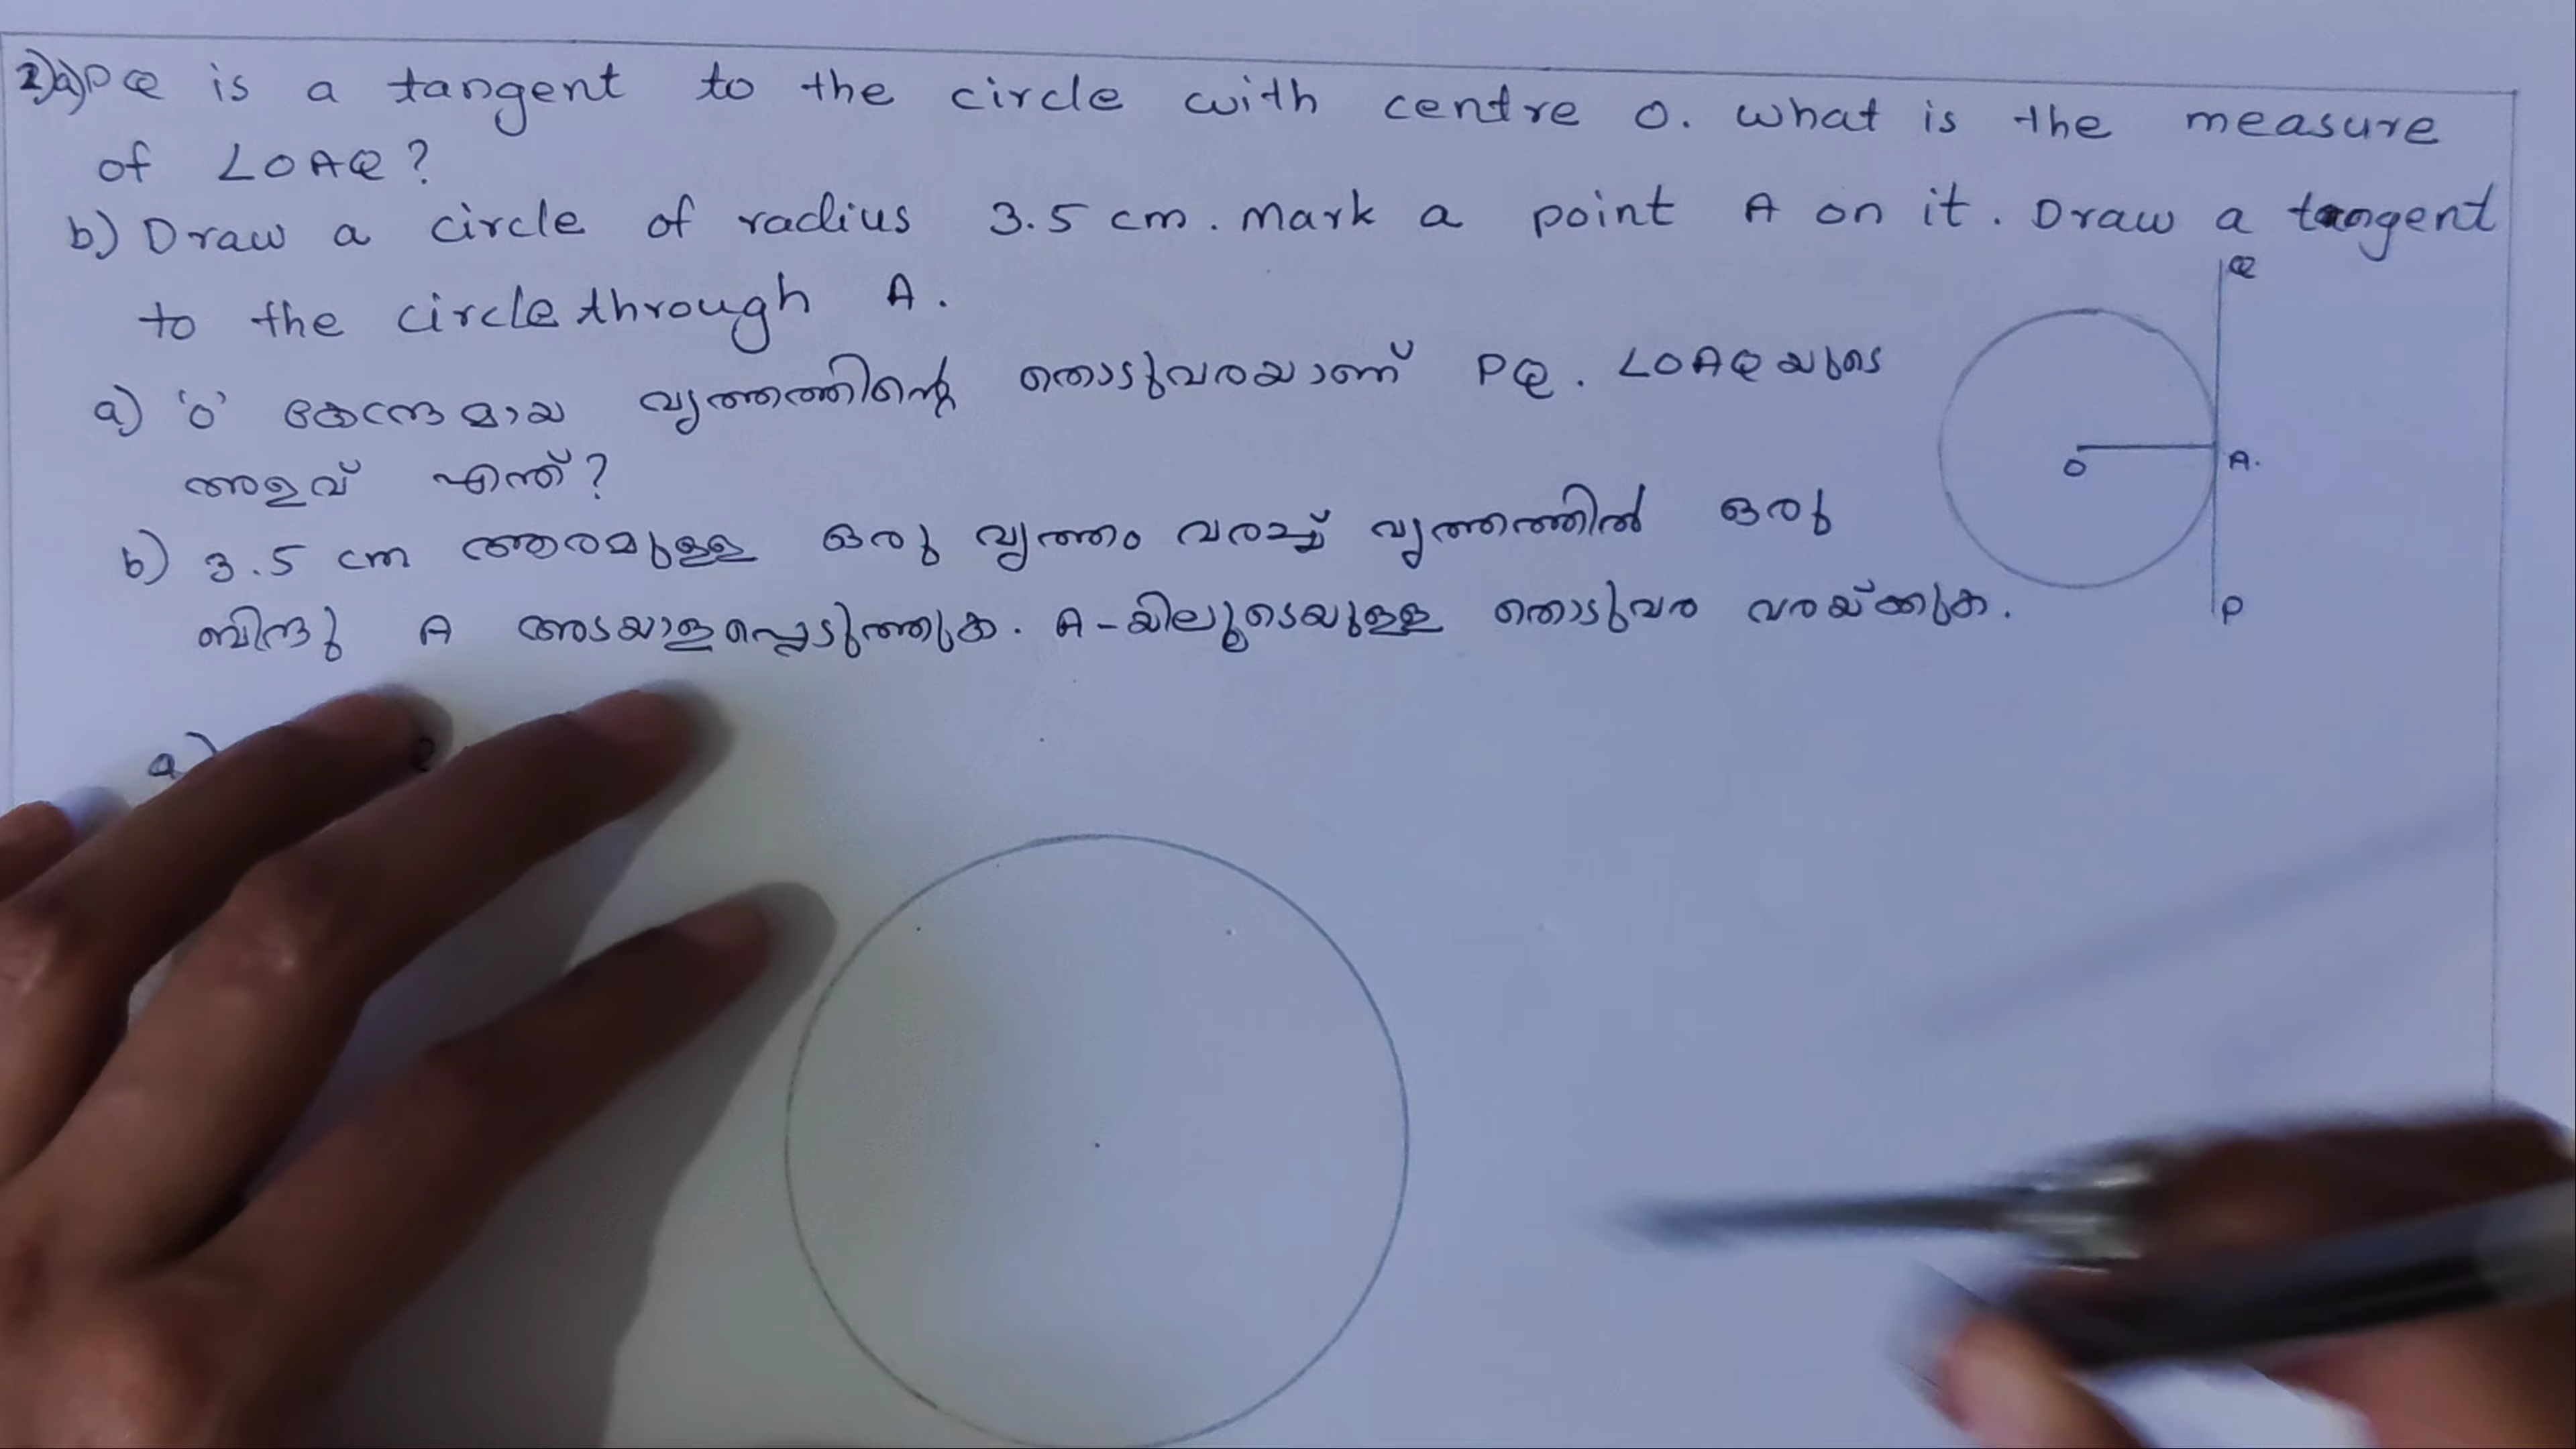 2)a) PQ is a tangent to the circle with centre O. what is the measure
of ∠OAQ?
b) Draw a circle of radius 3.5 cm. Mark a point A on it. Draw a tangent
to the circle through A.
a) 'O' കേന്ദ്രമായ വൃത്തത്തിന്റെ തൊടുവരയാണ് PQ. ∠OAQ യുടെ
അളവ് എന്ത്?
b) 3.5 cm ആരമുള്ള ഒരു വൃത്തം വരച്ച് വൃത്തത്തിൽ ഒരു
ബിന്ദു A അടയാളപ്പെടുത്തുക. A-യിലൂടെയുള്ള തൊടുവര വരയ്ക്കുക.
Q
O
A.
P
a)